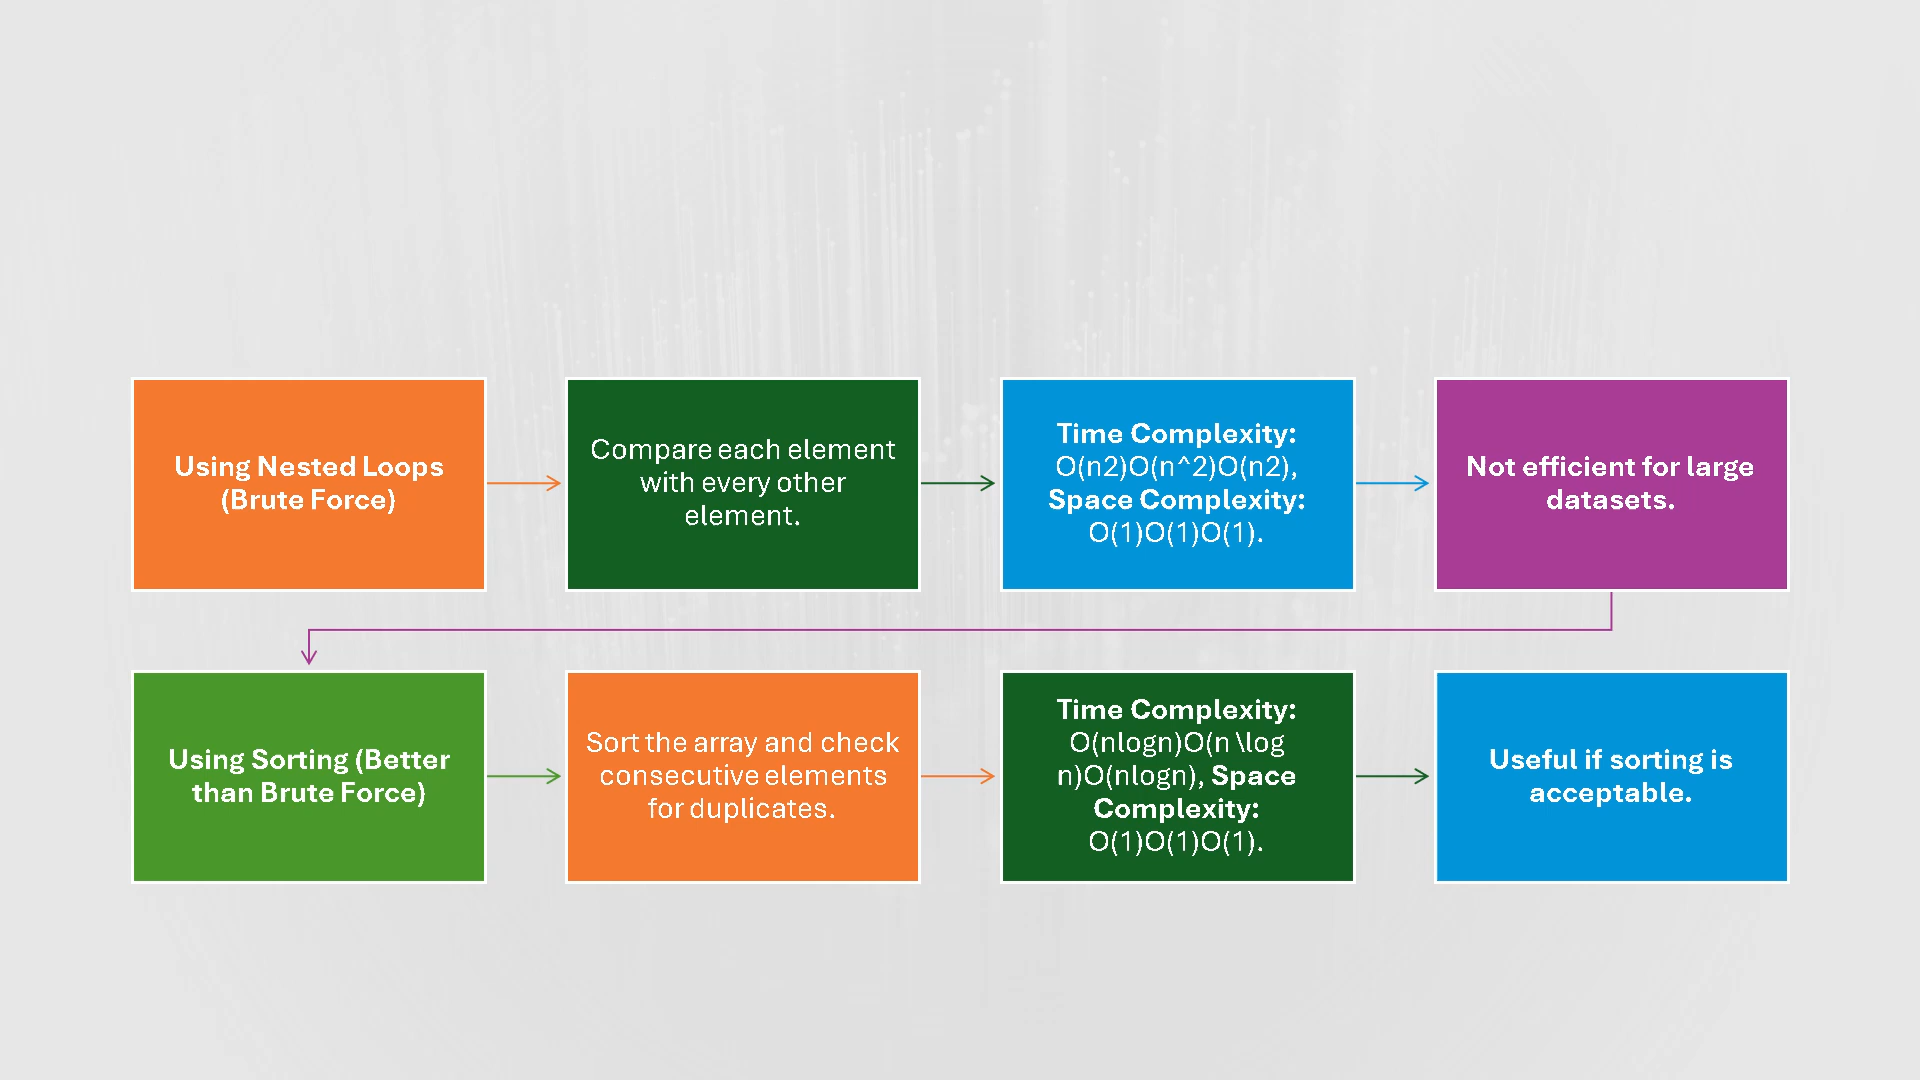 Using Nested Loops
(Brute Force)
Compare each element
with every other
element.
Time Complexity:
O(n2)O(n^2)O(n2),
Space Complexity:
O(1)O(1)O(1).
Not efficient for large
datasets.
Using Sorting (Better
than Brute Force)
Sort the array and check
consecutive elements
for duplicates.
Time Complexity:
O(nlogn)O(n \log
n)O(nlogn), Space
Complexity:
O(1)O(1)O(1).
Useful if sorting is
acceptable.